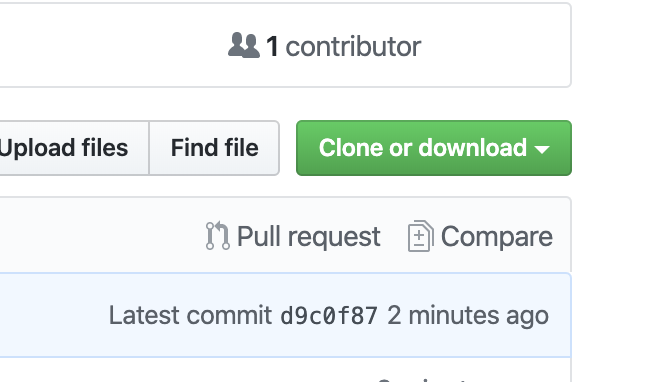 1 contributor
Upload files Find file Clone or download
Pull request Compare
Latest commit d9c0f87 2 minutes ago